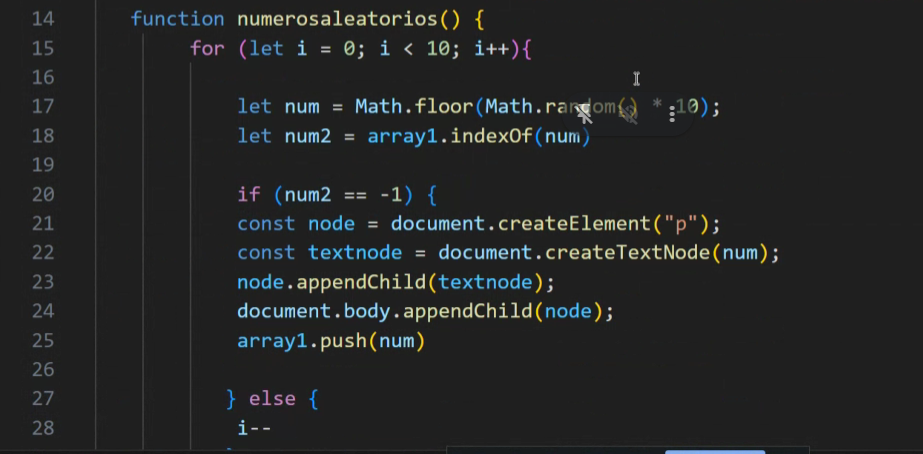 14 function numerosaleatorios() {
15 for (let i = 0; i < 10; i++){
16
17 let num = Math.floor(Math.random() * 10);
18 let num2 = array1.indexOf(num)
19
20 if (num2 == -1) {
21 const node = document.createElement("p");
22 const textnode = document.createTextNode(num);
23 node.appendChild(textnode);
24 document.body.appendChild(node);
25 array1.push(num)
26
27 } else {
28 i--